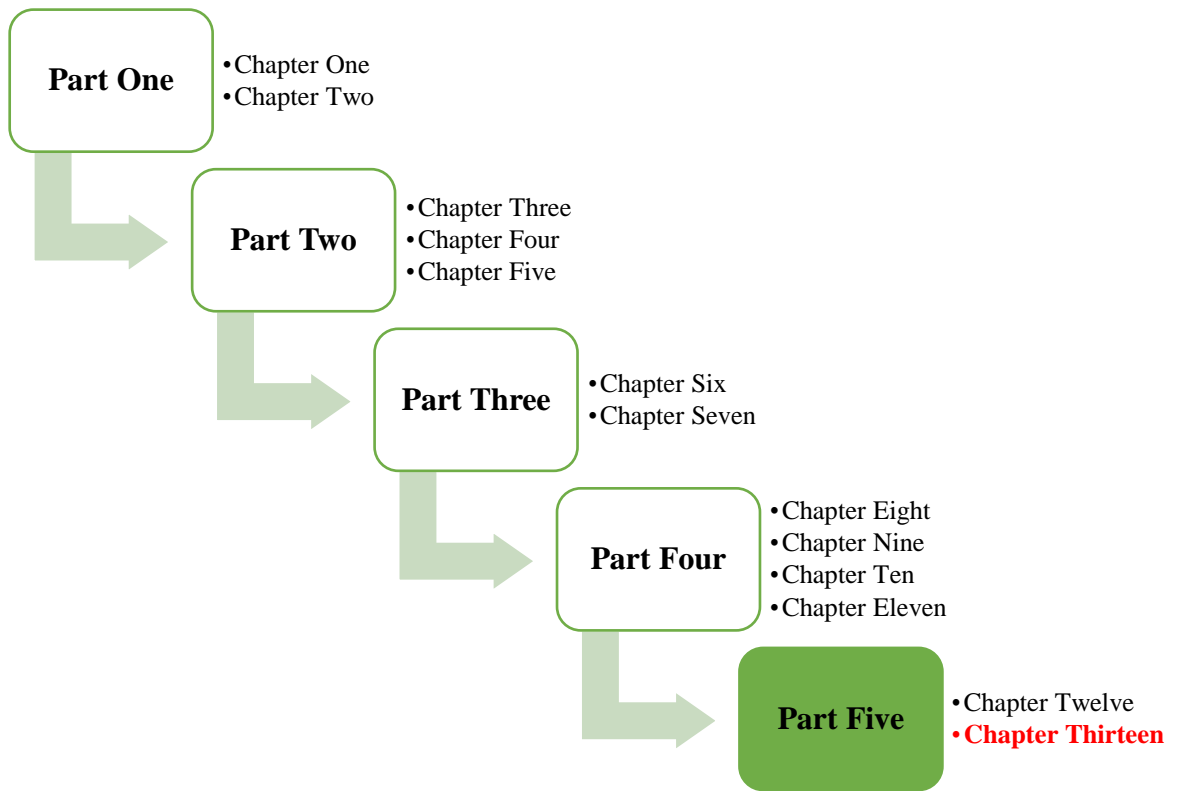 Part One
•Chapter One
•Chapter Two
Part Two
•Chapter Three
•Chapter Four
•Chapter Five
Part Three
•Chapter Six
•Chapter Seven
Part Four
•Chapter Eight
•Chapter Nine
•Chapter Ten
•Chapter Eleven
Part Five
•Chapter Twelve
•Chapter Thirteen